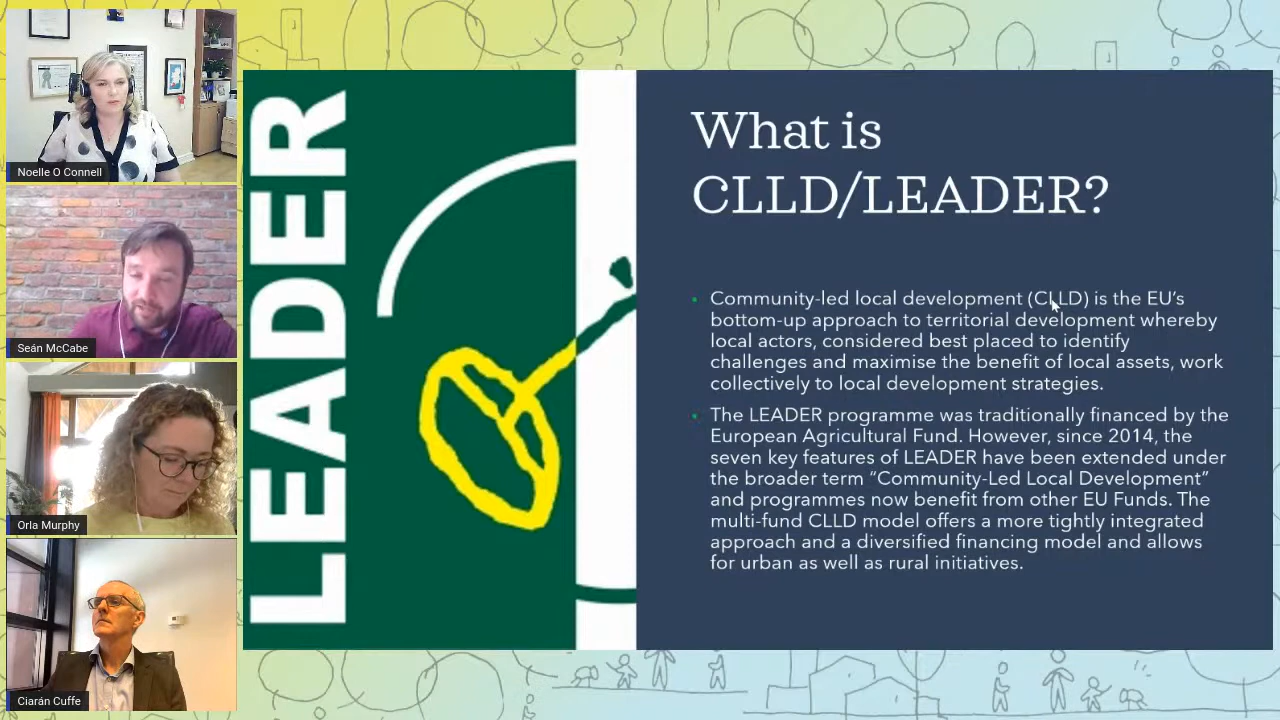 Noelle O Connell
Seán McCabe
Orla Murphy
Ciarán Cuffe
LEADER
What is
CLLD/LEADER?
Community-led local development (CLLD) is the EU’s
bottom-up approach to territorial development whereby
local actors, considered best placed to identify
challenges and maximise the benefit of local assets, work
collectively to local development strategies.
The LEADER programme was traditionally financed by the
European Agricultural Fund. However, since 2014, the
seven key features of LEADER have been extended under
the broader term “Community-Led Local Development”
and programmes now benefit from other EU Funds. The
multi-fund CLLD model offers a more tightly integrated
approach and a diversified financing model and allows
for urban as well as rural initiatives.